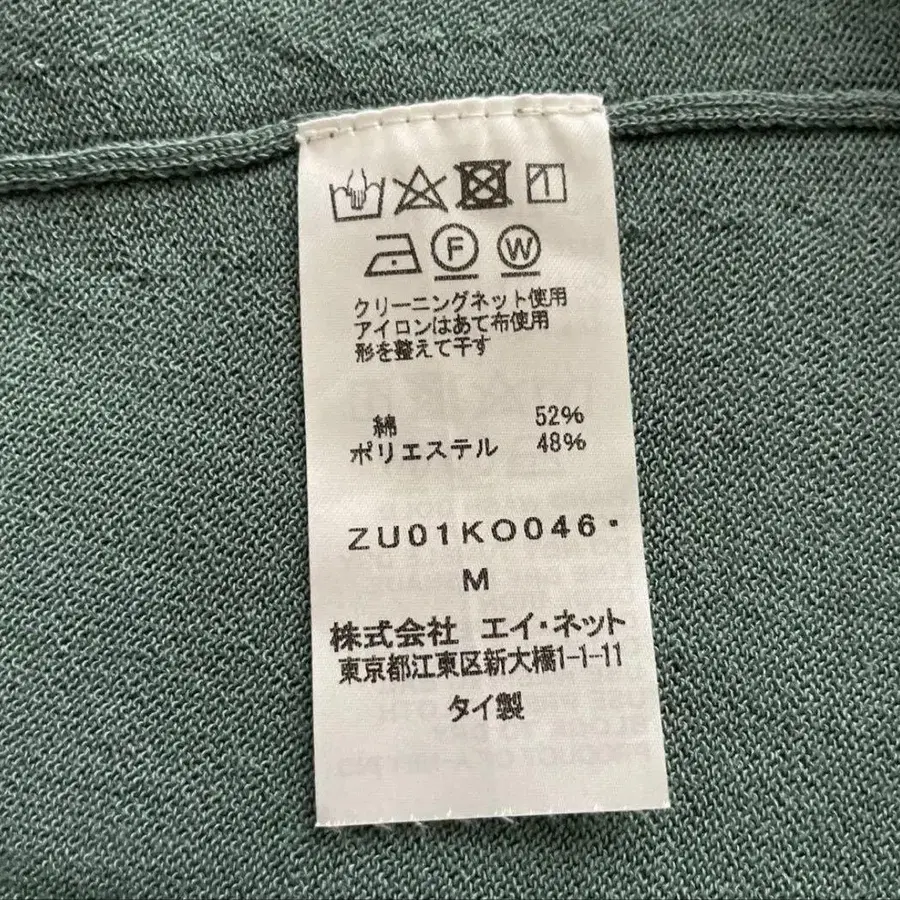 F W
クリーニングネット使用
アイロンはあて布使用
形を整えて干す
綿 52%
ポリエステル 48%
ZU01KO046・
M
株式会社 エイ・ネット
東京都江東区新大橋1-1-11
タイ製